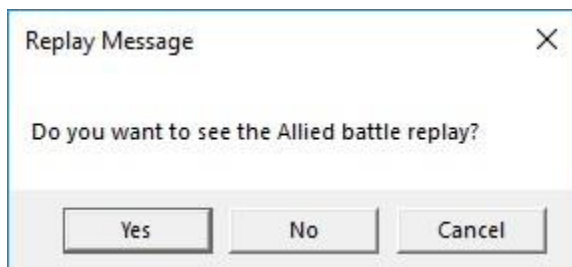 Replay Message
Do you want to see the Allied battle replay?
Yes
No
Cancel